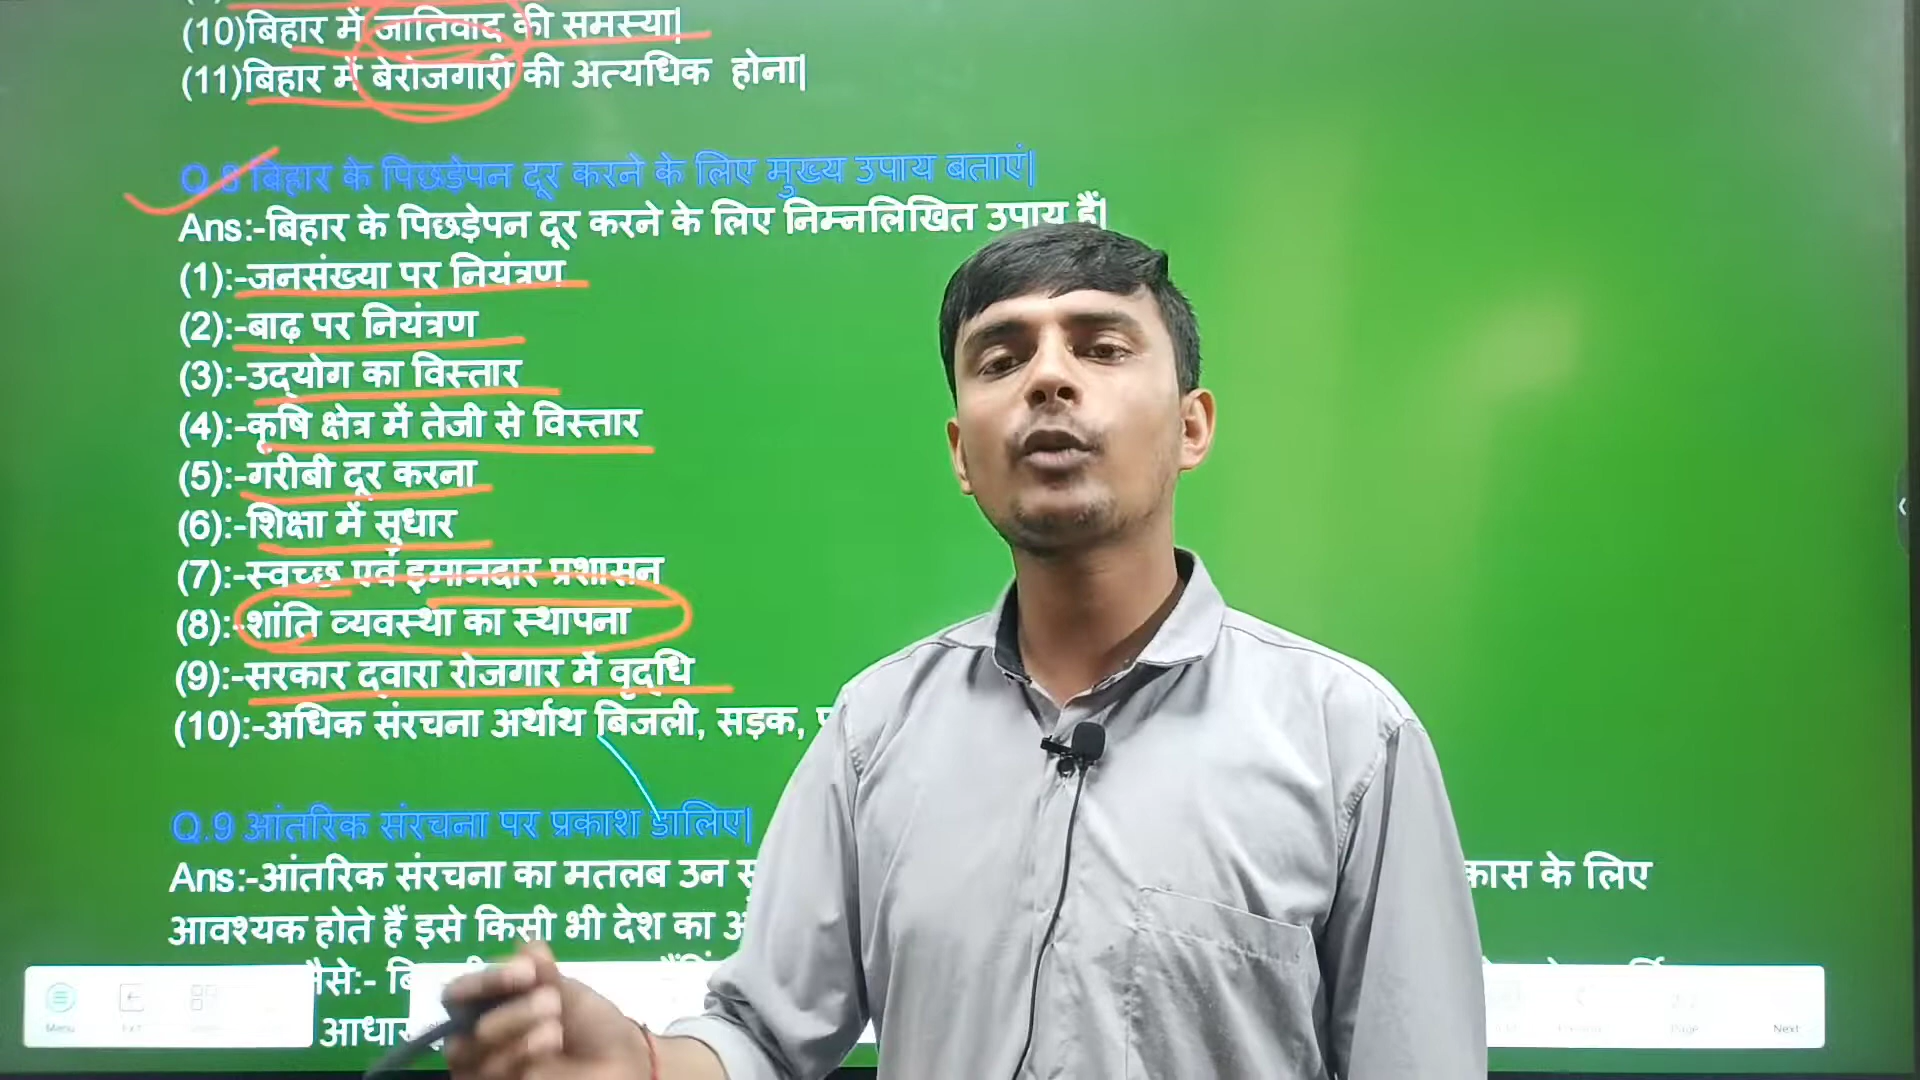 (10)बिहार में जातिवाद की समस्या|
(11)बिहार में बेरोजगारी की अत्यधिक होना|
Q 8 बिहार के पिछड़ेपन दूर करने के लिए मुख्य उपाय बताएं|
Ans:-बिहार के पिछड़ेपन दूर करने के लिए निम्नलिखित उपाय हैं|
(1):-जनसंख्या पर नियंत्रण
(2):-बाढ़ पर नियंत्रण
(3):-उद्योग का विस्तार
(4):-कृषि क्षेत्र में तेजी से विस्तार
(5):-गरीबी दूर करना
(6):-शिक्षा में सुधार
(7):-स्वच्छ एवं इमानदार प्रशासन
(8):-शांति व्यवस्था का स्थापना
(9):-सरकार द्वारा रोजगार में वृद्धि
(10):-अधिक संरचना अर्थाथ बिजली, सड़क,
Q.9 आंतरिक संरचना पर प्रकाश डालिए|
Ans:-आंतरिक संरचना का मतलब उन कास के लिए
आवश्यक होते हैं इसे किसी भी देश का
जैसे:-
आधार
Menu Page Next